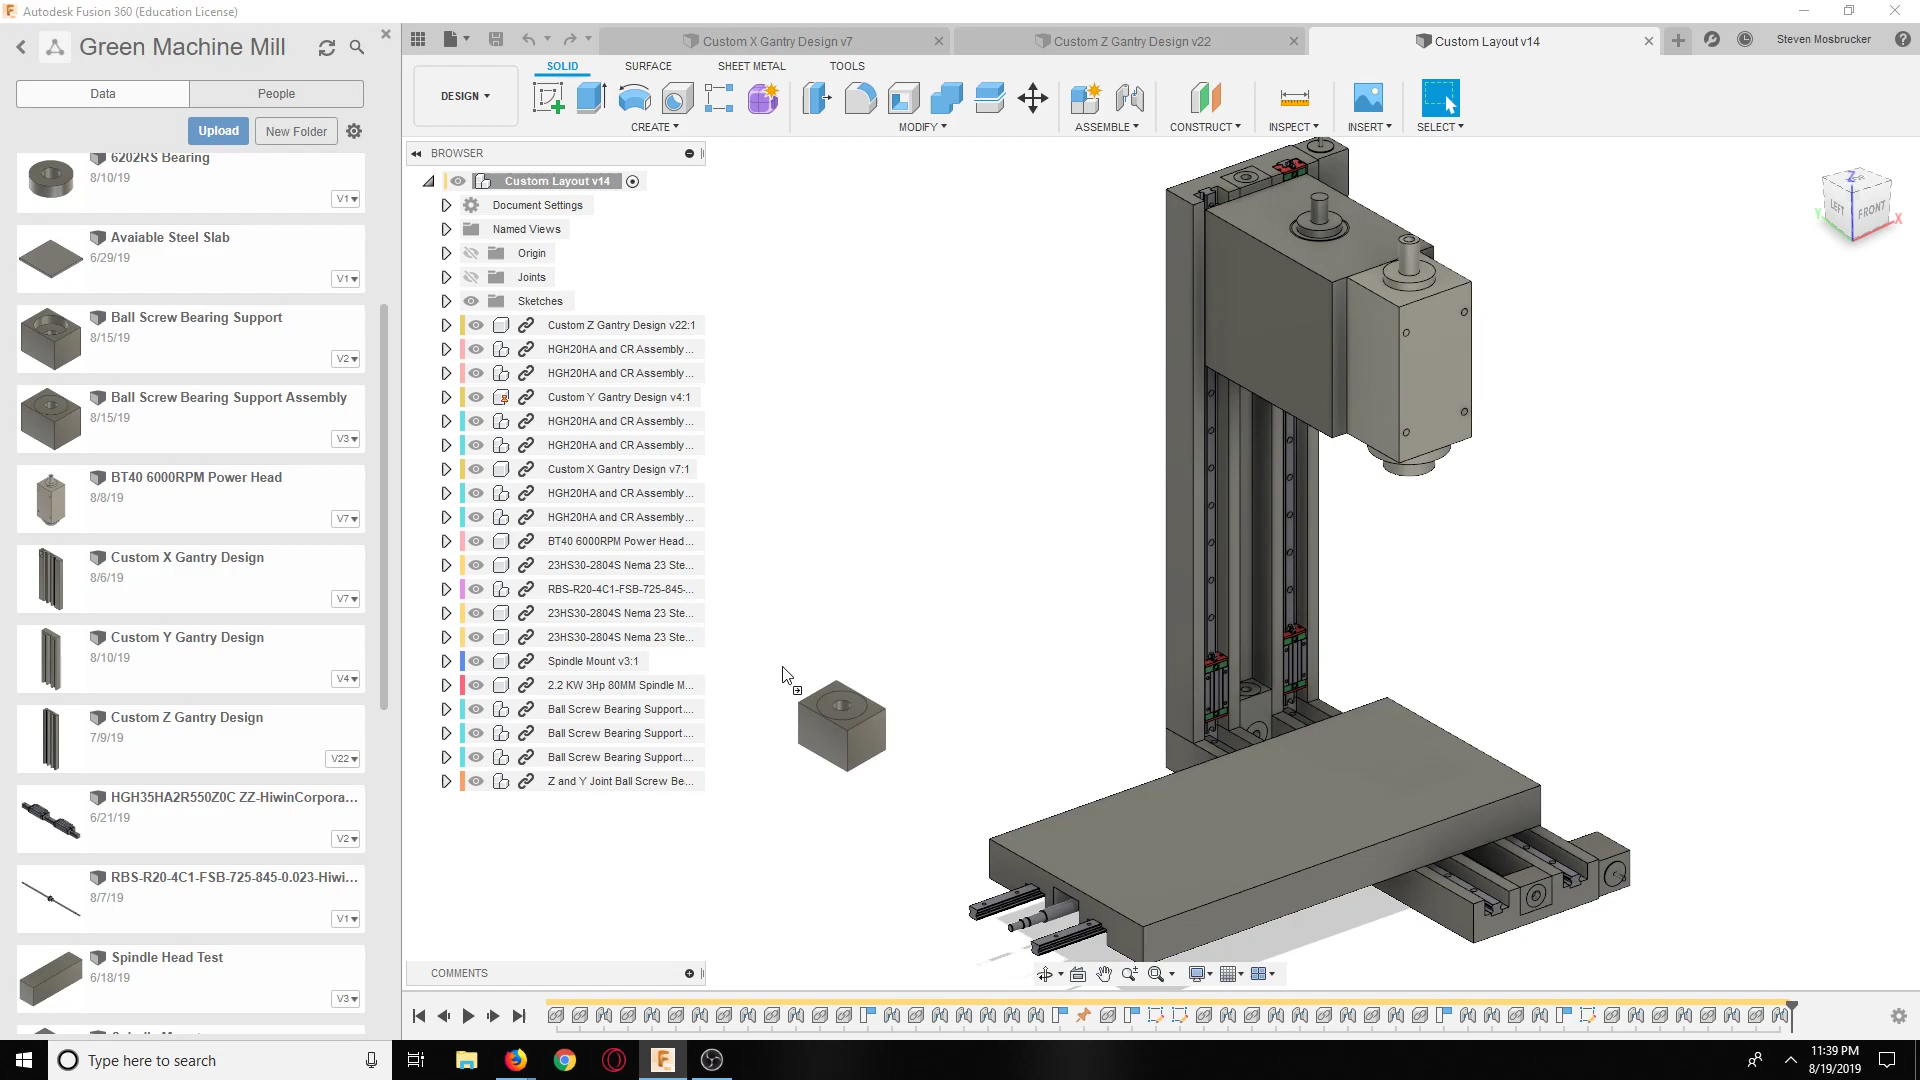 Autodesk Fusion 360 (Education License)
Green Machine Mill
Data
People
Upload
New Folder
6202RS Bearing
8/10/19
V1
Avaiable Steel Slab
6/29/19
V1
Ball Screw Bearing Support
8/15/19
V2
Ball Screw Bearing Support Assembly
8/15/19
V3
BT40 6000RPM Power Head
8/8/19
V7
Custom X Gantry Design
8/6/19
V7
Custom Y Gantry Design
8/10/19
V4
Custom Z Gantry Design
7/9/19
V22
HGH35HA2R550Z0C ZZ-HiwinCorpora...
6/21/19
V2
RBS-R20-4C1-FSB-725-845-0.023-Hiwi...
8/7/19
V1
Spindle Head Test
6/18/19
V3
Custom X Gantry Design v7
Custom Z Gantry Design v22
Custom Layout v14
Steven Mosbrucker
SOLID
SURFACE
SHEET METAL
TOOLS
DESIGN
CREATE
MODIFY
ASSEMBLE
CONSTRUCT
INSPECT
INSERT
SELECT
BROWSER
Custom Layout v14
Document Settings
Named Views
Origin
Joints
Sketches
Custom Z Gantry Design v22:1
HGH20HA and CR Assembly...
HGH20HA and CR Assembly...
Custom Y Gantry Design v4:1
HGH20HA and CR Assembly...
HGH20HA and CR Assembly...
Custom X Gantry Design v7:1
HGH20HA and CR Assembly...
HGH20HA and CR Assembly...
BT40 6000RPM Power Head...
23HS30-2804S Nema 23 Ste...
RBS-R20-4C1-FSB-725-845-...
23HS30-2804S Nema 23 Ste...
23HS30-2804S Nema 23 Ste...
Spindle Mount v3:1
2.2 KW 3Hp 80MM Spindle M...
Ball Screw Bearing Support....
Ball Screw Bearing Support....
Ball Screw Bearing Support....
Z and Y Joint Ball Screw Be...
Z
Y
X
LEFT
FRONT
COMMENTS
Type here to search
11:39 PM
8/19/2019